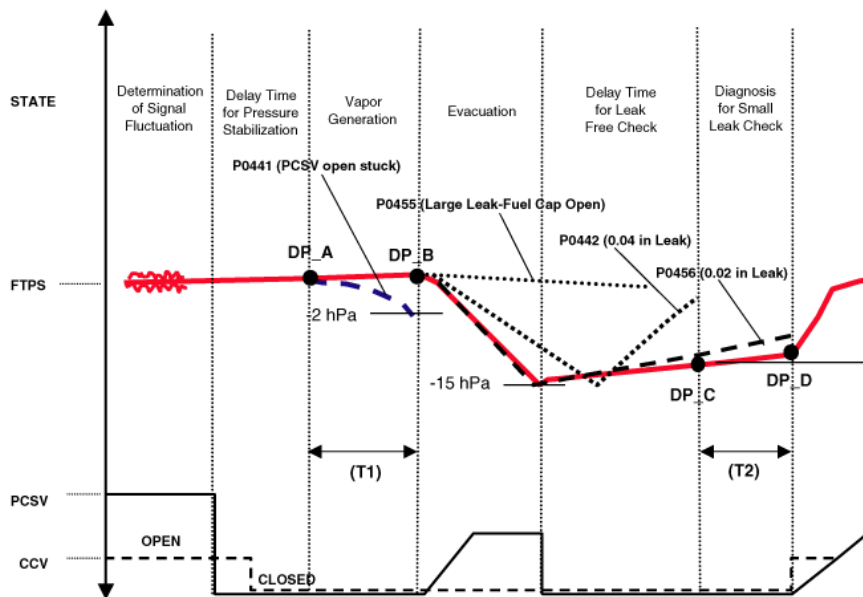 STATE
Determination
of Signal
Fluctuation
Delay Time
for Pressure
Stabilization
Vapor
Generation
Evacuation
Delay Time
for Leak
Free Check
Diagnosis
for Small
Leak Check
P0441 (PCSV open stuck)
P0455 (Large Leak-Fuel Cap Open)
P0442 (0.04 in Leak)
P0456 (0.02 in Leak)
DP_A
DP_B
FTPS
-2 hPa
-15 hPa
DP_C
DP_D
(T1)
(T2)
PCSV
OPEN
CCV
CLOSED